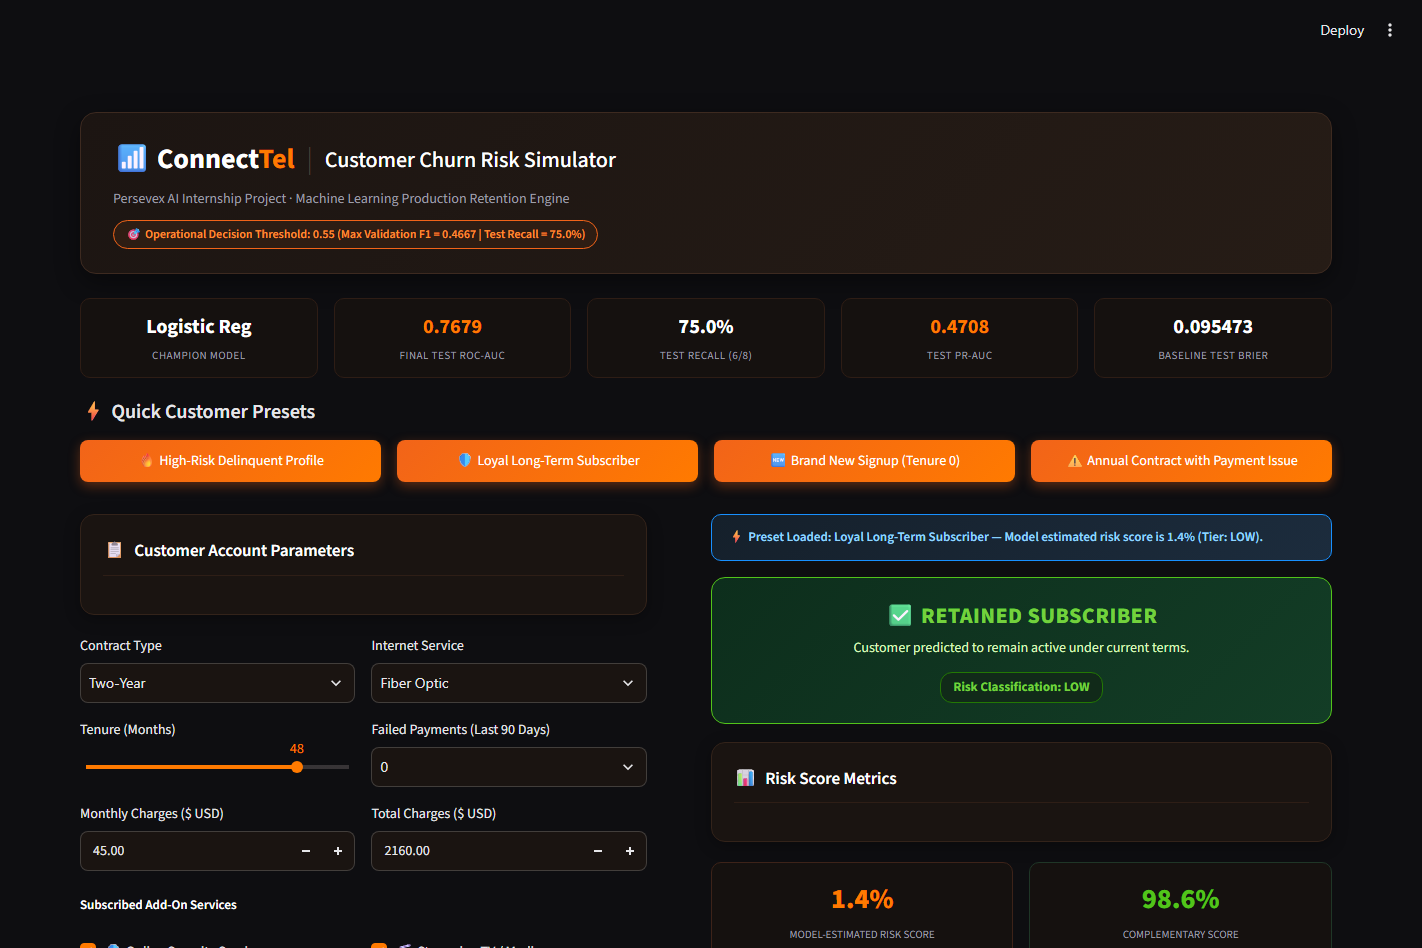 Deploy
ConnectTel | Customer Churn Risk Simulator
Persevex AI Internship Project · Machine Learning Production Retention Engine
Operational Decision Threshold: 0.55 (Max Validation F1 = 0.4667 | Test Recall = 75.0%)
Logistic Reg
CHAMPION MODEL
0.7679
FINAL TEST ROC-AUC
75.0%
TEST RECALL (6/8)
0.4708
TEST PR-AUC
0.095473
BASELINE TEST BRIER
Quick Customer Presets
High-Risk Delinquent Profile
Loyal Long-Term Subscriber
NEW Brand New Signup (Tenure 0)
Annual Contract with Payment Issue
Customer Account Parameters
Contract Type
Two-Year
Internet Service
Fiber Optic
Tenure (Months)
48
Failed Payments (Last 90 Days)
0
Monthly Charges ($ USD)
45.00
Total Charges ($ USD)
2160.00
Subscribed Add-On Services
Preset Loaded: Loyal Long-Term Subscriber — Model estimated risk score is 1.4% (Tier: LOW).
RETAINED SUBSCRIBER
Customer predicted to remain active under current terms.
Risk Classification: LOW
Risk Score Metrics
1.4%
MODEL-ESTIMATED RISK SCORE
98.6%
COMPLEMENTARY SCORE